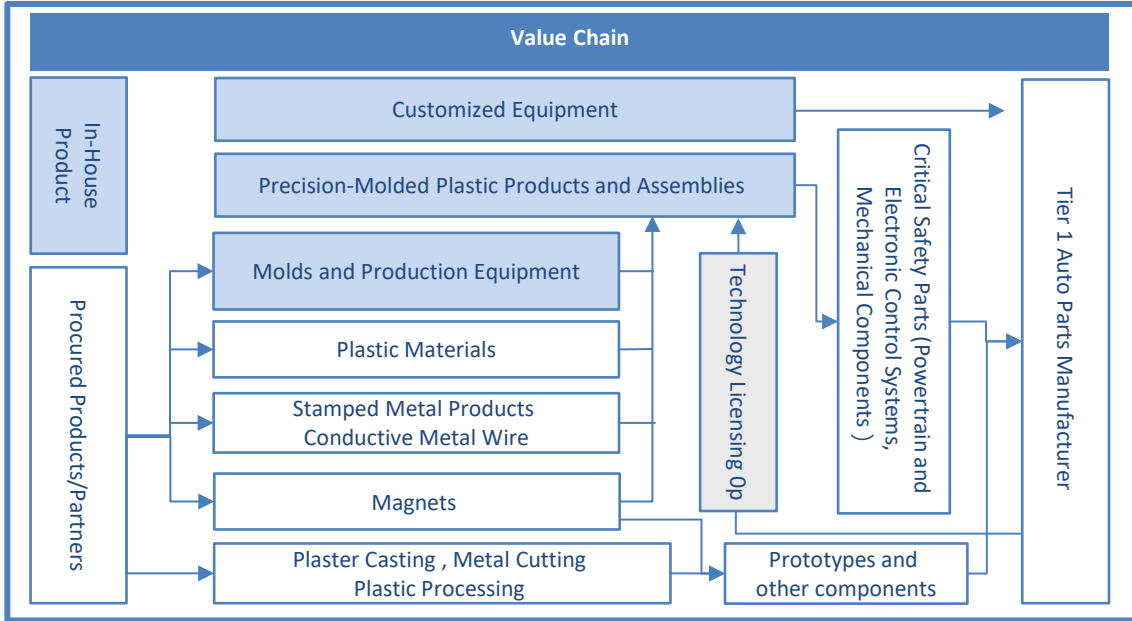 Value Chain
In-House
Product
Customized Equipment
Precision-Molded Plastic Products and Assemblies
Molds and Production Equipment
Plastic Materials
Stamped Metal Products
Conductive Metal Wire
Magnets
Plaster Casting , Metal Cutting
Plastic Processing
Procured Products/Partners
Technology Licensing 0p
Critical Safety Parts (Powertrain and
Electronic Control Systems,
Mechanical Components )
Prototypes and
other components
Tier 1 Auto Parts Manufacturer